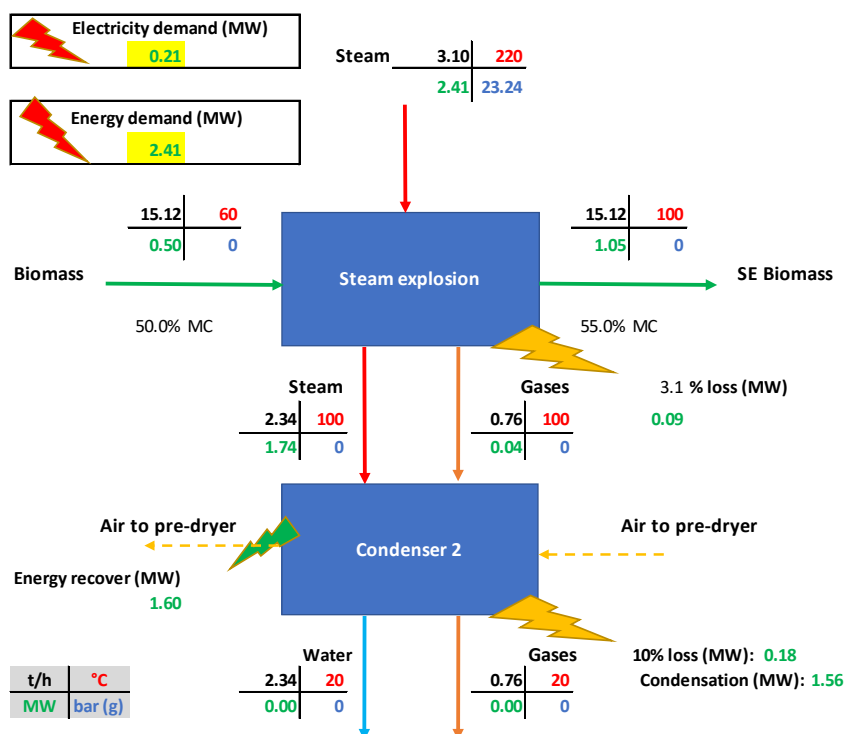 Electricity demand (MW)
0.21
Steam 3.10 220
2.41 23.24
Energy demand (MW)
2.41
15.12 60
0.50 0
15.12 100
1.05 0
Biomass
Steam explosion
SE Biomass
50.0% MC
55.0% MC
Steam
2.34 100
1.74 0
Gases
0.76 100
0.04 0
3.1 % loss (MW)
0.09
Air to pre-dryer
Air to pre-dryer
Condenser 2
Energy recover (MW)
1.60
Water
2.34 20
0.00 0
Gases
0.76 20
0.00 0
10% loss (MW): 0.18
Condensation (MW): 1.56
t/h °C
MW bar (g)